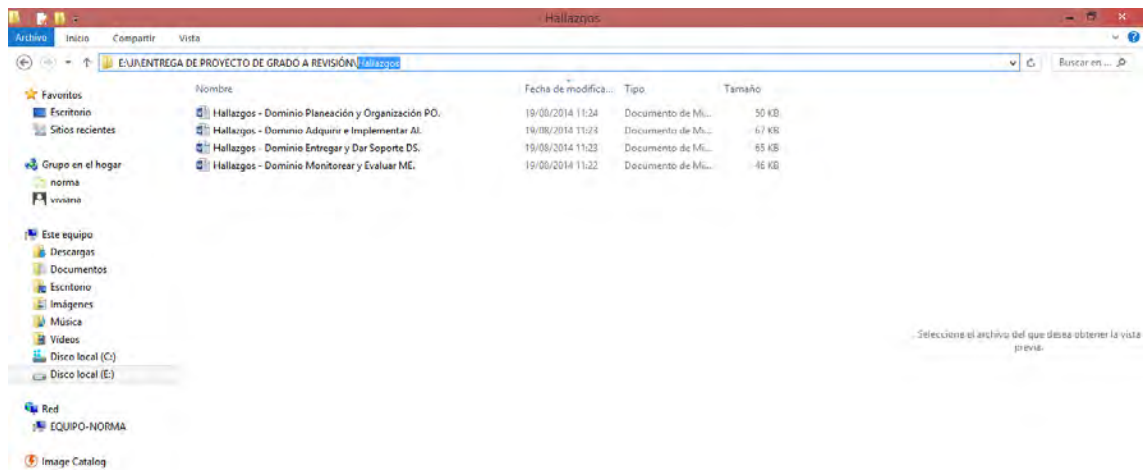 Hallazgos
Archivo Inicio Compartir Vista
E:\UI\ENTREGA DE PROYECTO DE GRADO A REVISIÓN\Hallazgos Buscar en ...
Favoritos
Escritorio
Sitios recientes
Grupo en el hogar
norma
viviana
Este equipo
Descargas
Documentos
Escritorio
Imágenes
Música
Vídeos
Disco local (C:)
Disco local (E:)
Red
EQUIPO-NORMA
Image Catalog
Nombre Fecha de modifica... Tipo Tamaño
Hallazgos - Dominio Planeación y Organización PO. 19/08/2014 11:24 Documento de Mi... 50 KB
Hallazgos - Dominio Adquirir e Implementar AI. 19/08/2014 11:23 Documento de Mi... 67 KB
Hallazgos - Dominio Entregar y Dar Soporte DS. 19/08/2014 11:23 Documento de Mi... 65 KB
Hallazgos - Dominio Monitorear y Evaluar ME. 19/08/2014 11:22 Documento de Mi... 46 KB
Seleccione el archivo del que desea obtener la vista
previa.